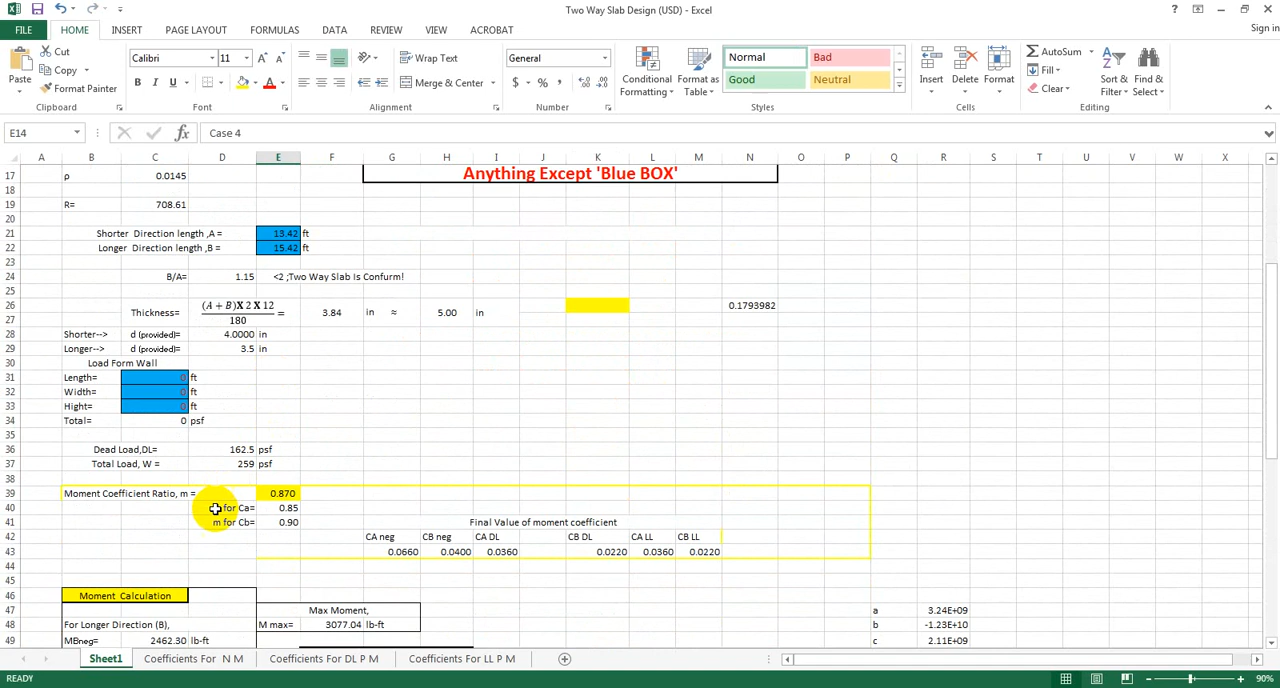 Two Way Slab Design (USD) - Excel
?
Sign in
FILE HOME INSERT PAGE LAYOUT FORMULAS DATA REVIEW VIEW ACROBAT
Paste
Cut
Copy
Format Painter
Clipboard
Calibri 11
B I U
Font
Wrap Text
Merge & Center
Alignment
General
$ % ,
Number
Conditional Formatting
Format as Table
Normal Bad
Good Neutral
Styles
Insert Delete Format
Cells
AutoSum
Fill
Clear
Sort & Filter
Find & Select
Editing
E14 fx Case 4
A B C D E F G H I J K L M N O P Q R S T U V W X
17 ρ 0.0145 Anything Except 'Blue BOX'
18
19 R= 708.61
20
21 Shorter Direction length ,A = 13.42 ft
22 Longer Direction length ,B = 15.42 ft
23
24 B/A= 1.15 <2 ;Two Way Slab Is Confurm!
25
26 Thickness= (A + B)X 2 X 12 / 180 = 3.84 in ≈ 5.00 in 0.1793982
27
28 Shorter--> d (provided)= 4.0000 in
29 Longer--> d (provided)= 3.5 in
30 Load Form Wall
31 Length= 0 ft
32 Width= 0 ft
33 Hight= 0 ft
34 Total= 0 psf
35
36 Dead Load,DL= 162.5 psf
37 Total Load, W = 259 psf
38
39 Moment Coefficient Ratio, m = 0.870
40 for Ca= 0.85
41 m for Cb= 0.90 Final Value of moment coefficient
42 CA neg CB neg CA DL CB DL CA LL CB LL
43 0.0660 0.0400 0.0360 0.0220 0.0360 0.0220
44
45
46 Moment Calculation
47 Max Moment, a 3.24E+09
48 For Longer Direction (B), M max= 3077.04 lb-ft b -1.23E+10
49 MBneg= 2462.30 lb-ft c 2.11E+09
Sheet1 Coefficients For N M Coefficients For DL P M Coefficients For LL P M
READY 90%